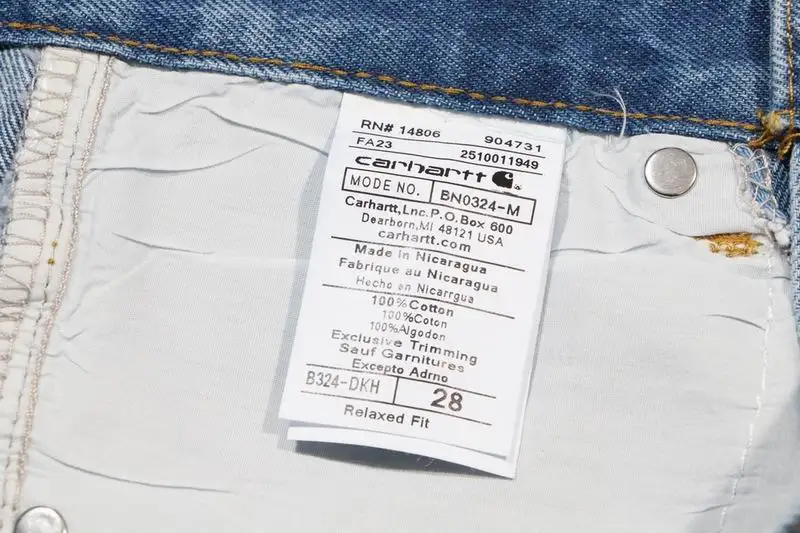 RN# 14806 904731
FA23 2510011949
carhartt
MODE NO. BN0324-M
Carhartt,Lnc.P.O.Box 600
Dearborn,MI 48121 USA
carhartt.com
Made in Nicaragua
Fabrique au Nicaragua
Hecho en Nicarrgua
100%Cotton
100%Coton
100%Algodon
Exclusive Trimming
Sauf Garnitures
Excepto Adrno
B324-DKH 28
Relaxed Fit